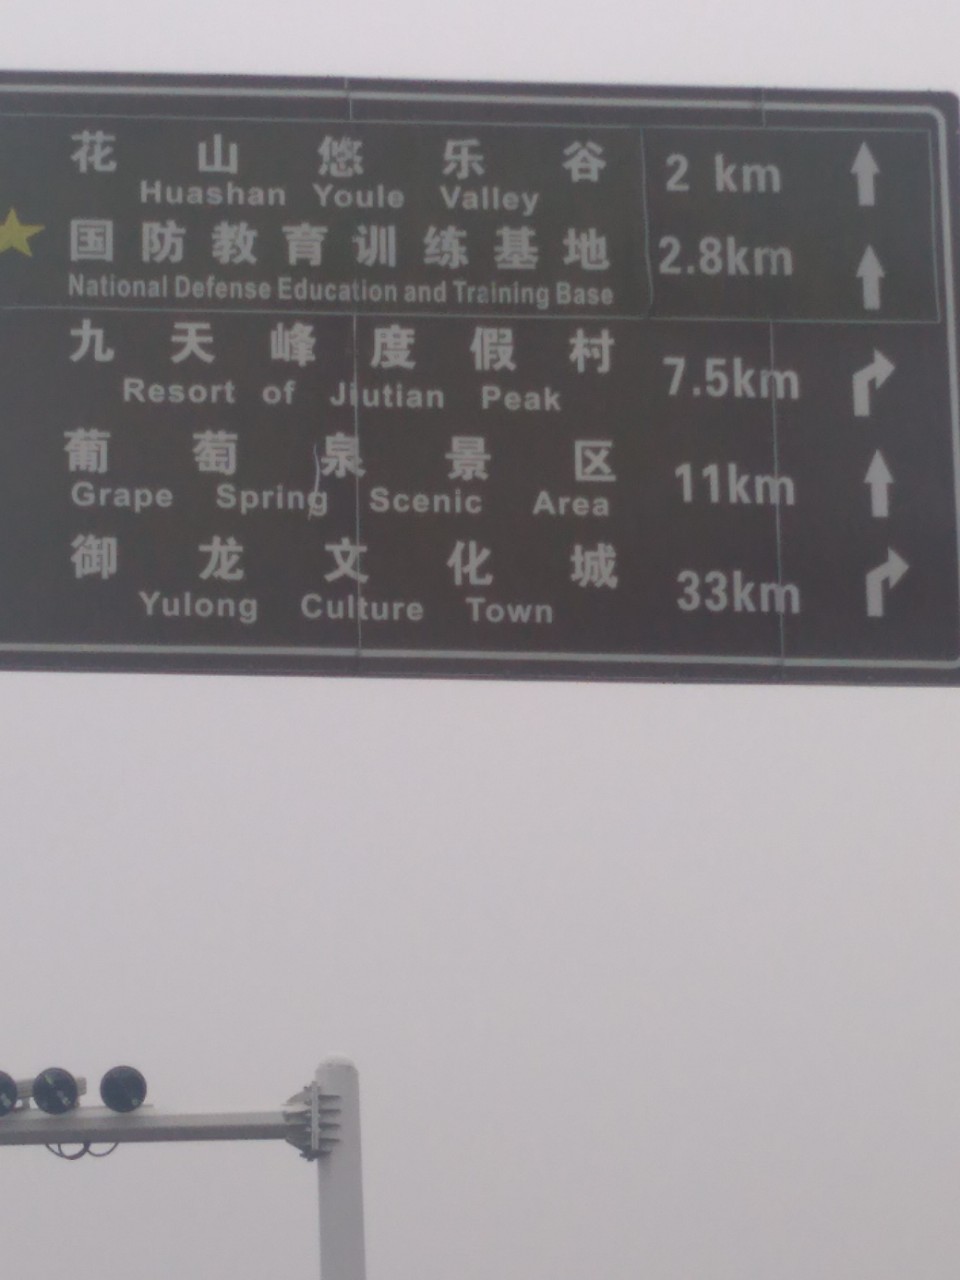 花山悠乐谷 2 km
Huashan Youle Valley
国防教育训练基地 2.8km
National Defense Education and Training Base
九天峰度假村 7.5km
Resort of Jiutian Peak
葡萄泉景区 11km
Grape Spring Scenic Area
御龙文化城 33km
Yulong Culture Town